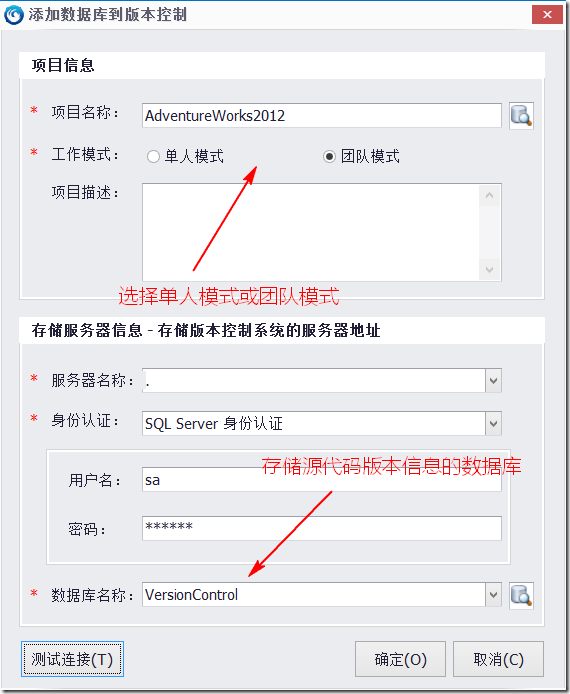 添加数据库到版本控制
项目信息
* 项目名称： AdventureWorks2012
* 工作模式： 单人模式 团队模式
项目描述：
选择单人模式或团队模式
存储服务器信息 - 存储版本控制系统的服务器地址
* 服务器名称： .
* 身份认证： SQL Server 身份认证
存储源代码版本信息的数据库
用户名： sa
密码： ******
* 数据库名称： VersionControl
测试连接(T) 确定(O) 取消(C)